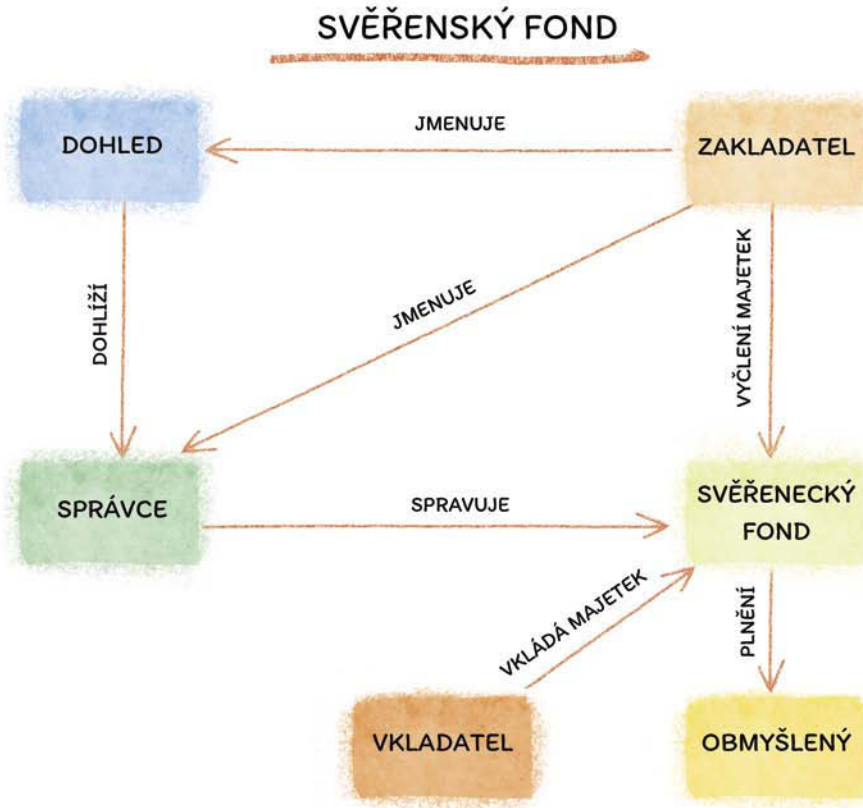 SVĚŘENSKÝ FOND
DOHLED
JMENUJE
ZAKLADATEL
DOHLÍŽÍ
JMENUJE
VYČLENÍ MAJETEK
SPRÁVCE
SPRAVUJE
SVĚŘENECKÝ
FOND
VKLÁDÁ MAJETEK
PLNĚNÍ
VKLADATEL
OBMYŠLENÝ